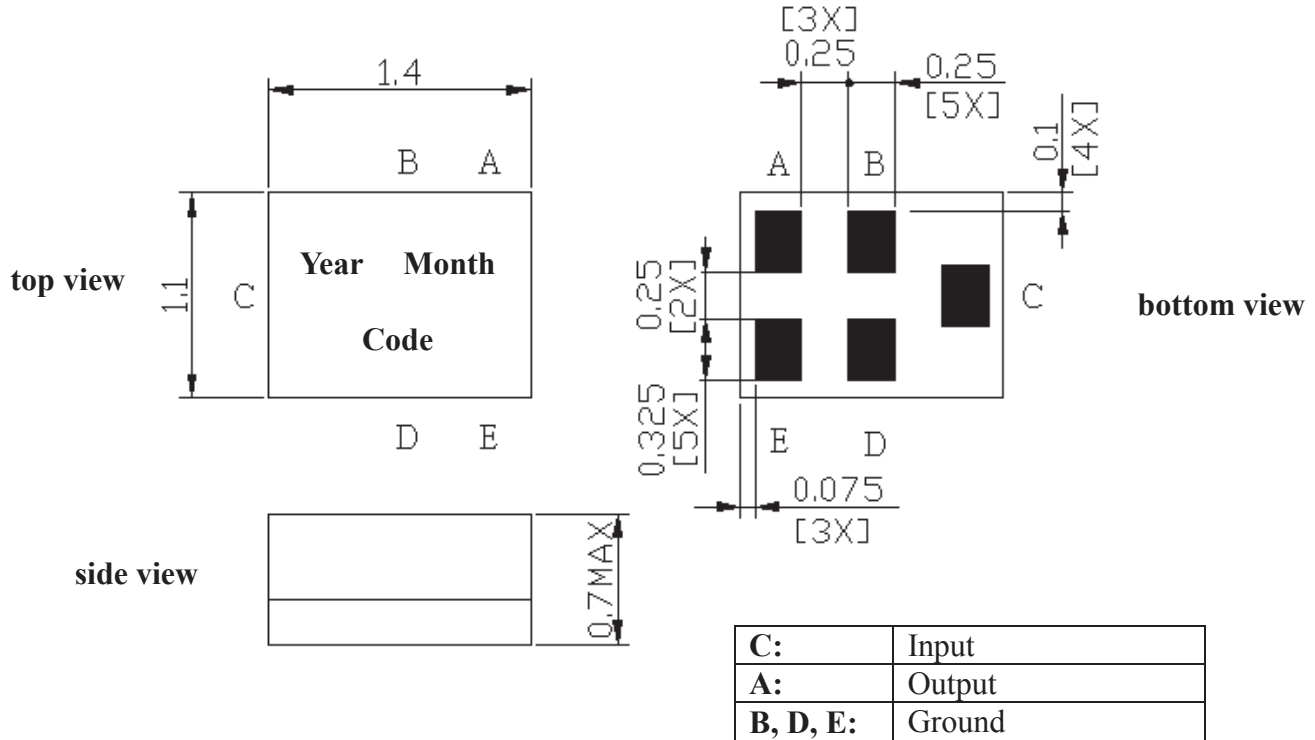 [3X]
0.25
1.4
0.25
[5X]
0.1
[4X]
B A
A B
Year Month
top view
1.1
C
Code
0.25
[2X]
C
bottom view
D E
0.325
[5X]
E D
0.075
[3X]
side view
0.7MAX
C: Input
A: Output
B, D, E: Ground